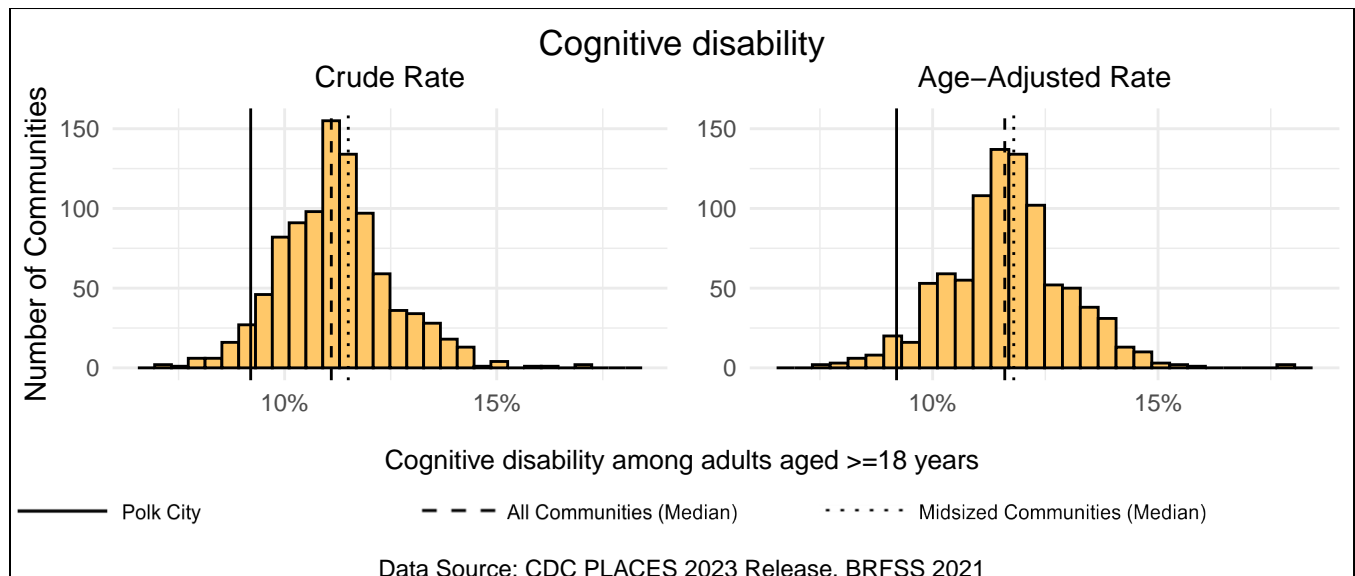 Cognitive disability
Crude Rate
Age−Adjusted Rate
Number of Communities
150
100
50
0
10%
15%
150
100
50
0
10%
15%
Cognitive disability among adults aged >=18 years
Polk City
All Communities (Median)
Midsized Communities (Median)
Data Source: CDC PLACES 2023 Release, BRFSS 2021